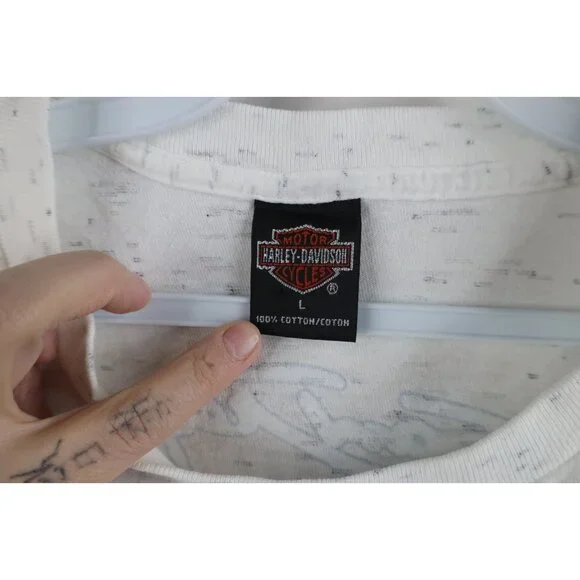 MOTOR
HARLEY-DAVIDSON
CYCLES
®
L
100% COTTON/COTON